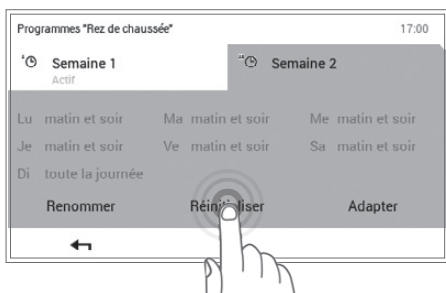 Programmes "Rez de chaussée" 17:00
Semaine 1 Semaine 2
Actif
Lu matin et soir Ma matin et soir Me matin et soir
Je matin et soir Ve matin et soir Sa matin et soir
Di toute la journée
Renommer Réinitialiser Adapter